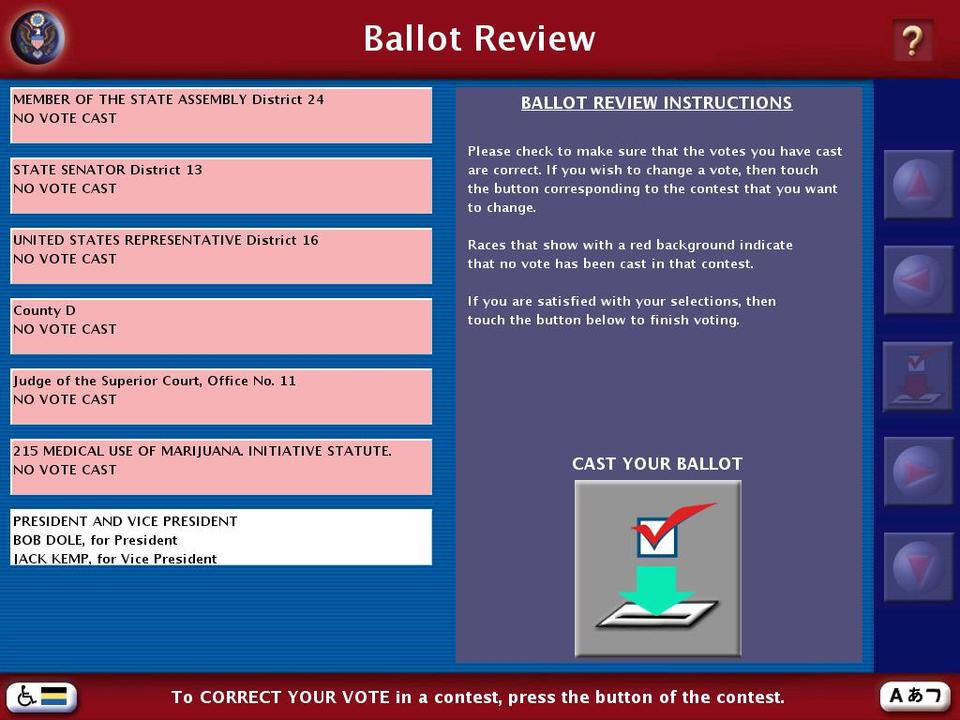 Ballot Review
?
MEMBER OF THE STATE ASSEMBLY District 24
NO VOTE CAST
STATE SENATOR District 13
NO VOTE CAST
UNITED STATES REPRESENTATIVE District 16
NO VOTE CAST
County D
NO VOTE CAST
Judge of the Superior Court, Office No. 11
NO VOTE CAST
215 MEDICAL USE OF MARIJUANA. INITIATIVE STATUTE.
NO VOTE CAST
PRESIDENT AND VICE PRESIDENT
BOB DOLE, for President
JACK KEMP, for Vice President
BALLOT REVIEW INSTRUCTIONS
Please check to make sure that the votes you have cast
are correct. If you wish to change a vote, then touch
the button corresponding to the contest that you want
to change.
Races that show with a red background indicate
that no vote has been cast in that contest.
If you are satisfied with your selections, then
touch the button below to finish voting.
CAST YOUR BALLOT
To CORRECT YOUR VOTE in a contest, press the button of the contest.
Aあㄱ